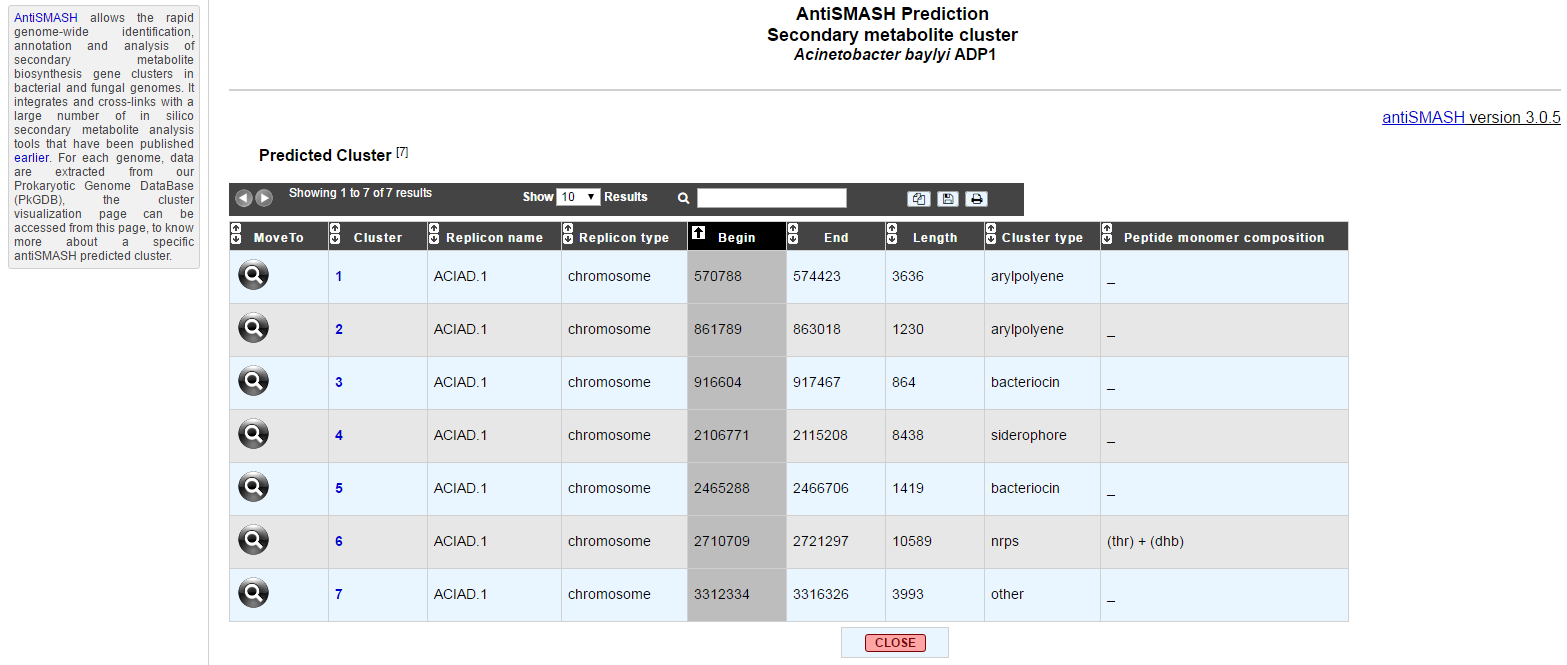 AntiSMASH allows the rapid
genome-wide identification,
annotation and analysis of
secondary metabolite
biosynthesis gene clusters in
bacterial and fungal genomes. It
integrates and cross-links with a
large number of in silico
secondary metabolite analysis
tools that have been published
earlier. For each genome, data
are extracted from our
Prokaryotic Genome DataBase
(PkGDB), the cluster
visualization page can be
accessed from this page, to know
more about a specific
antiSMASH predicted cluster.
AntiSMASH Prediction
Secondary metabolite cluster
Acinetobacter baylyi ADP1
antiSMASH version 3.0.5
Predicted Cluster [7]
Showing 1 to 7 of 7 results Show 10 Results
MoveTo Cluster Replicon name Replicon type Begin End Length Cluster type Peptide monomer composition
1 ACIAD.1 chromosome 570788 574423 3636 arylpolyene _
2 ACIAD.1 chromosome 861789 863018 1230 arylpolyene _
3 ACIAD.1 chromosome 916604 917467 864 bacteriocin _
4 ACIAD.1 chromosome 2106771 2115208 8438 siderophore _
5 ACIAD.1 chromosome 2465288 2466706 1419 bacteriocin _
6 ACIAD.1 chromosome 2710709 2721297 10589 nrps (thr) + (dhb)
7 ACIAD.1 chromosome 3312334 3316326 3993 other _
CLOSE